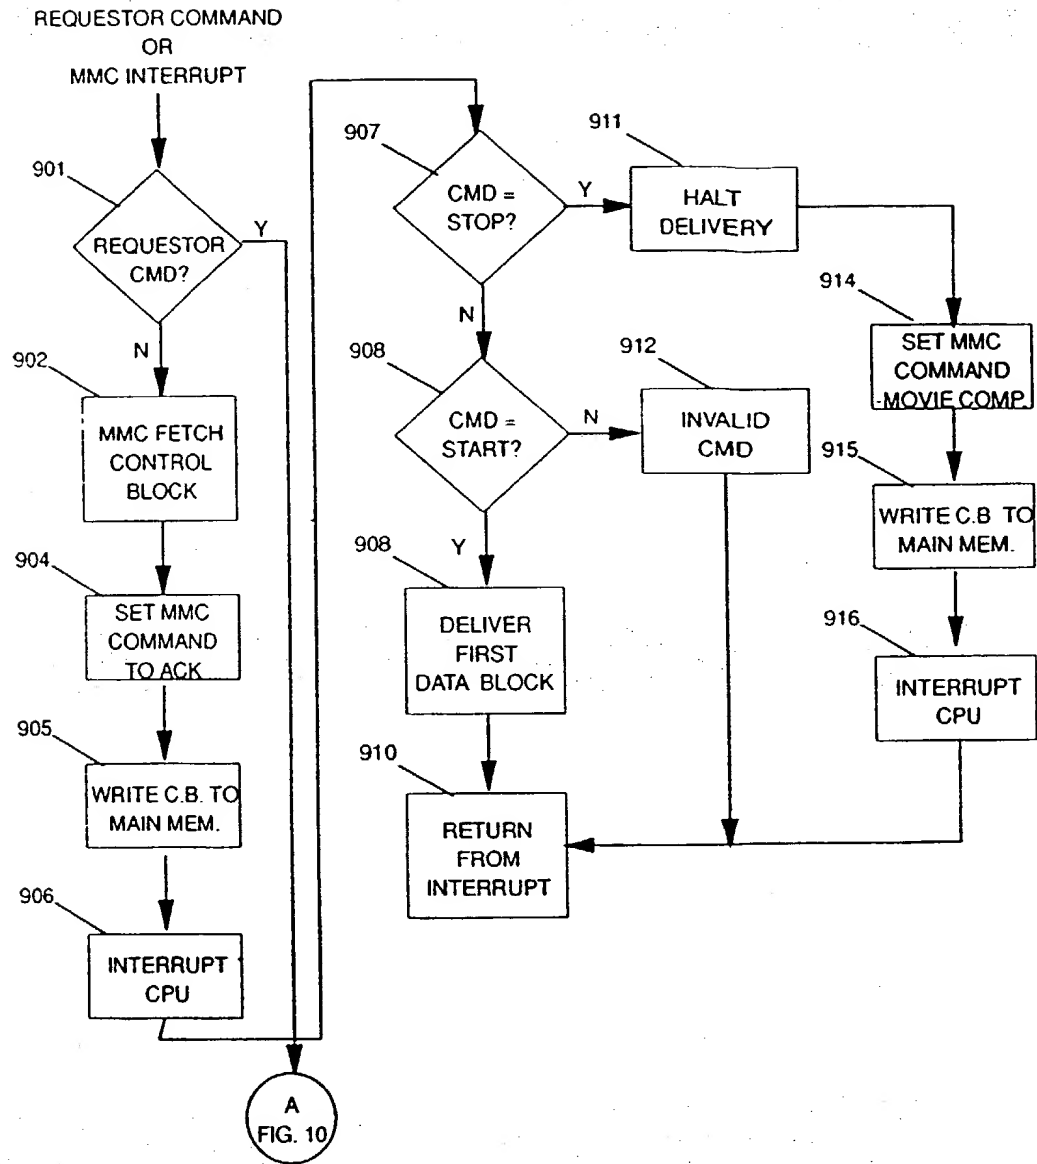 REQUESTOR COMMAND
OR
MMC INTERRUPT
901
REQUESTOR
CMD?
Y
N
902
MMC FETCH
CONTROL
BLOCK
904
SET MMC
COMMAND
TO ACK
905
WRITE C.B. TO
MAIN MEM.
906
INTERRUPT
CPU
A
FIG. 10
907
CMD =
STOP?
Y
N
911
HALT
DELIVERY
908
CMD =
START?
N
Y
912
INVALID
CMD
908
DELIVER
FIRST
DATA BLOCK
910
RETURN
FROM
INTERRUPT
914
SET MMC
COMMAND
-MOVIE COMP.
915
WRITE C.B TO
MAIN MEM.
916
INTERRUPT
CPU